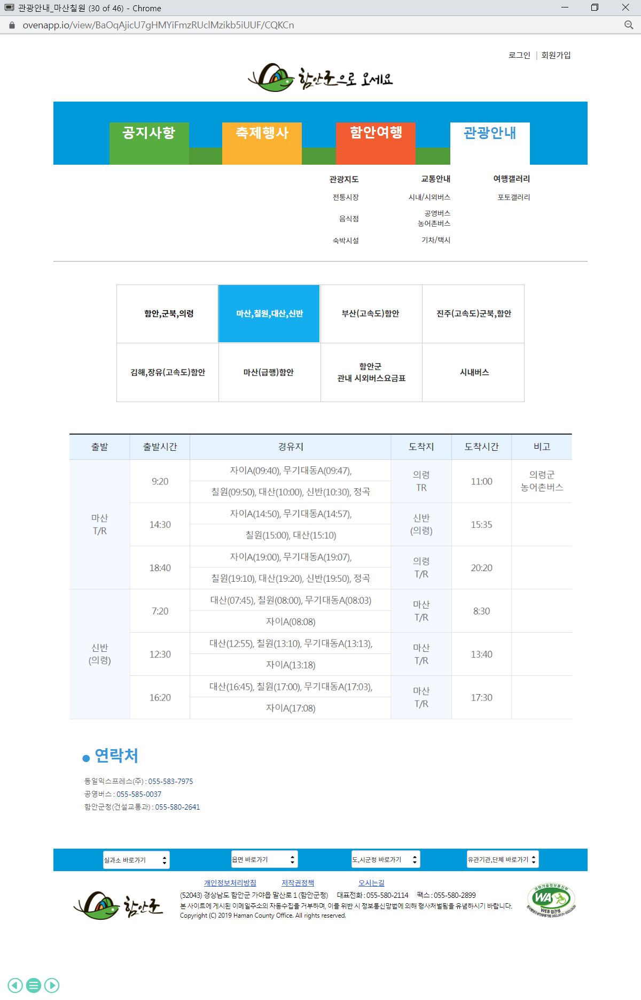 관광안내_마산칠원 (30 of 46) - Chrome
ovenapp.io/view/BaOqAjicU7gHMYiFmzRUclMzikb5iUUF/CQKCn
로그인 | 회원가입
함안군으로 오세요
공지사항 축제행사 함안여행 관광안내
관광지도 교통안내 여행갤러리
전통시장 시내/시외버스 포토갤러리
음식점 공영버스
농어촌버스
숙박시설 기차/택시
함안,군북,의령 마산,칠원,대산,신반 부산(고속도)함안 진주(고속도)군북,함안
김해,장유(고속도)함안 마산(급행)함안 함안군
관내 시외버스요금표 시내버스
출발 출발시간 경유지 도착지 도착시간 비고
마산
T/R
9:20 자이A(09:40), 무기대동A(09:47),
칠원(09:50), 대산(10:00), 신반(10:30), 정곡
의령
TR
11:00
의령군
농어촌버스
14:30 자이A(14:50), 무기대동A(14:57),
칠원(15:00), 대산(15:10)
신반
(의령)
15:35
18:40 자이A(19:00), 무기대동A(19:07),
칠원(19:10), 대산(19:20), 신반(19:50), 정곡
의령
T/R
20:20
신반
(의령)
7:20 대산(07:45), 칠원(08:00), 무기대동A(08:03)
자이A(08:08)
마산
T/R
8:30
12:30 대산(12:55), 칠원(13:10), 무기대동A(13:13),
자이A(13:18)
마산
T/R
13:40
16:20 대산(16:45), 칠원(17:00), 무기대동A(17:03),
자이A(17:08)
마산
T/R
17:30
● 연락처
동일익스프레스(주) : 055-583-7975
공영버스 : 055-585-0037
함안군청(건설교통과) : 055-580-2641
실과소 바로가기 읍면 바로가기 도,시군청 바로가기 유관기관,단체 바로가기
개인정보처리방침 저작권정책 오시는길
(52043) 경상남도 함안군 가야읍 말산로 1 (함안군청) 대표전화 : 055-580-2114 팩스 : 055-580-2899
본 사이트에 게시된 이메일주소의 자동수집을 거부하며, 이를 위반 시 정보통신망법에 의해 형사처벌됨을 유념하시기 바랍니다.
Copyright (C) 2019 Haman County Office. All rights reserved.
함안군
과학기술정보통신부
WA
WEB 접근성